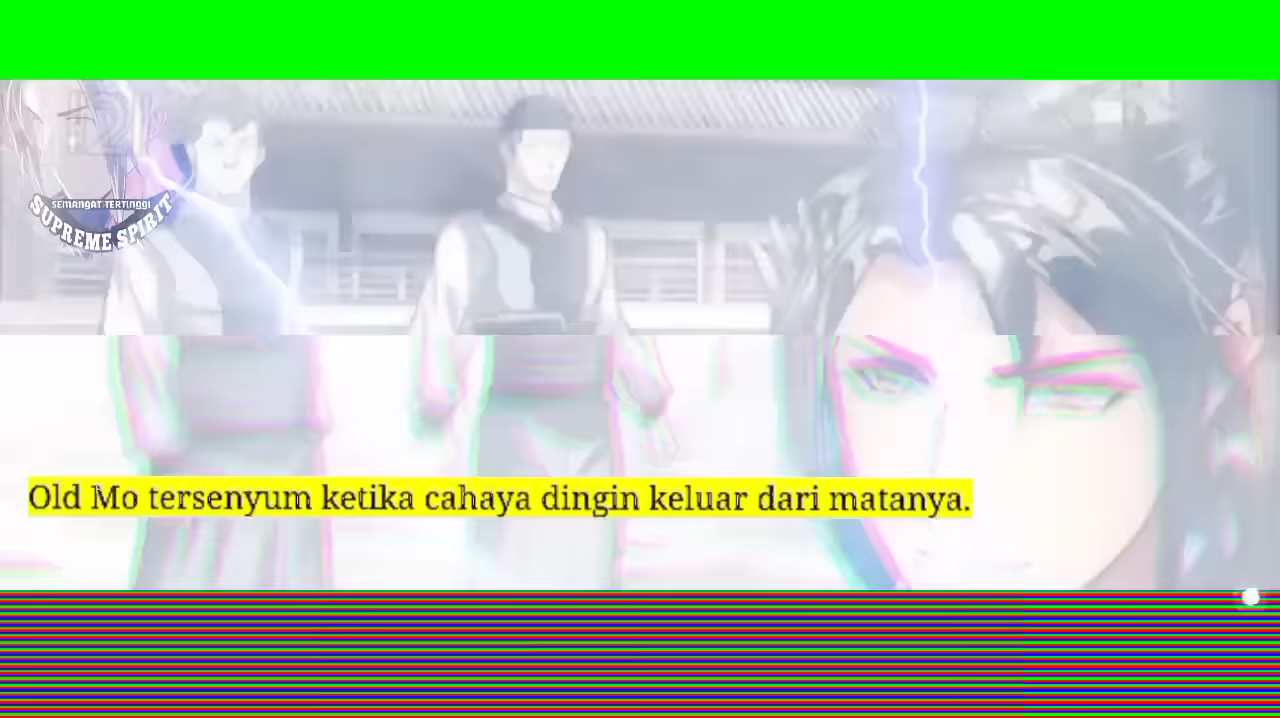 SEMANGAT TERTINGGI
SUPREME SPIRIT
Old Mo tersenyum ketika cahaya dingin keluar dari matanya.